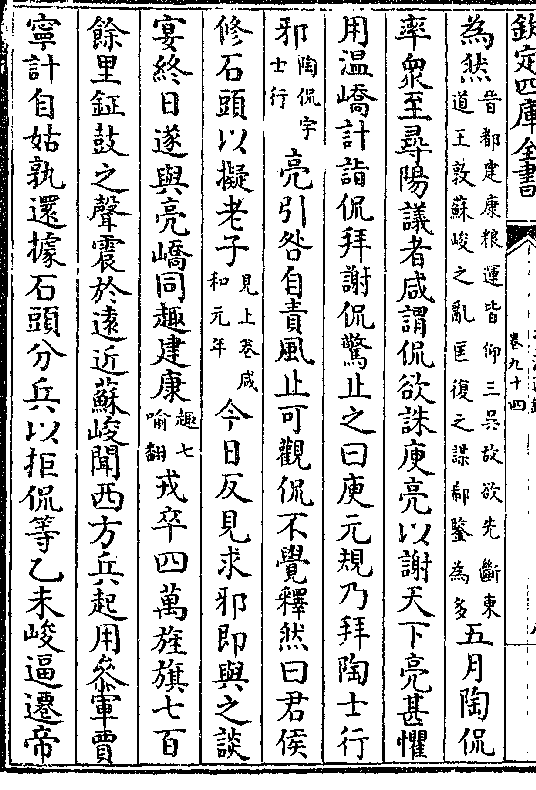 欽定四庫全書
卷九十四
為然晉都建康粮運皆仰三吳故欲先斷東道王敦蘇峻之亂匡復之謀郗鑒為多五月陶侃
率衆至尋陽議者咸謂侃欲誅庾亮以謝天下亮甚懼
用温嶠計詣侃拜謝侃驚止之曰庾元規乃拜陶士行
邪陶侃字士行亮引咎自責風止可觀侃不覺釋然曰君侯
修石頭以擬老子見上卷咸和元年今日反見求邪即與之談
宴終日遂與亮嶠同趣建康趣七喻翻戎卒四萬旌旗七百
餘里鉦鼓之聲震於遠近蘇峻聞西方兵起用叅軍賈
寧計自姑孰還據石頭分兵以拒侃等乙未峻逼遷帝